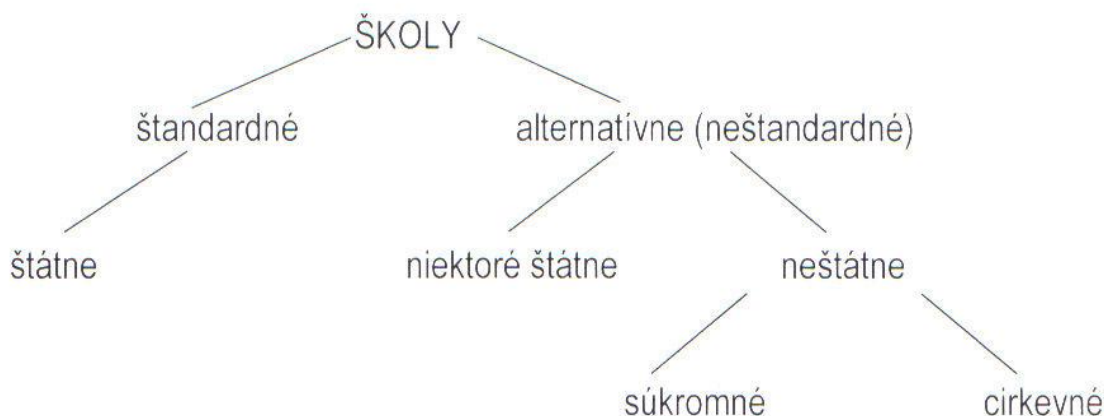 ŠKOLY
štandardné alternatívne (neštandardné)
štátne niektoré štátne neštátne
súkromné cirkevné